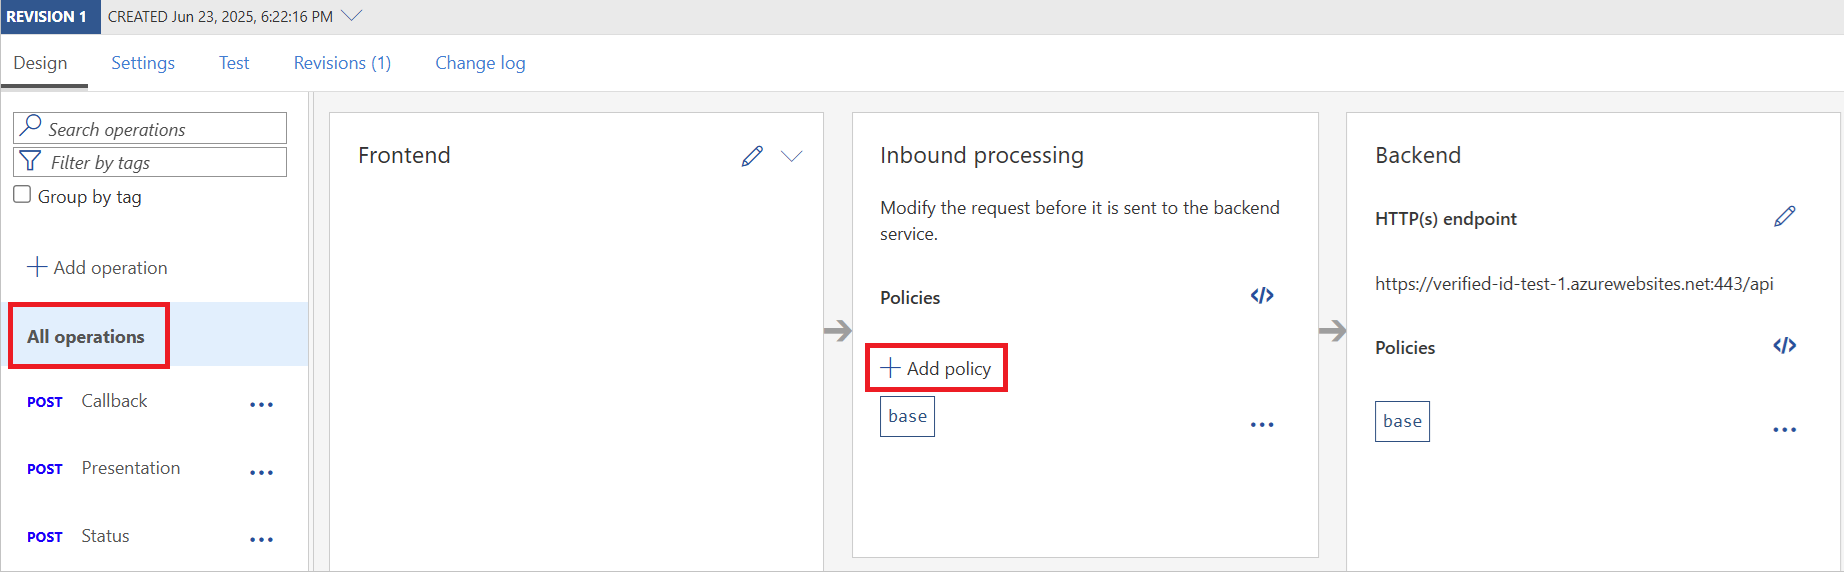 REVISION 1 CREATED Jun 23, 2025, 6:22:16 PM
Design Settings Test Revisions (1) Change log
Search operations
Filter by tags
Group by tag
Add operation
All operations
POST Callback
POST Presentation
POST Status
Frontend
Inbound processing
Modify the request before it is sent to the backend
service.
Policies </>
Add policy
base
Backend
HTTP(s) endpoint
https://verified-id-test-1.azurewebsites.net:443/api
Policies </>
base